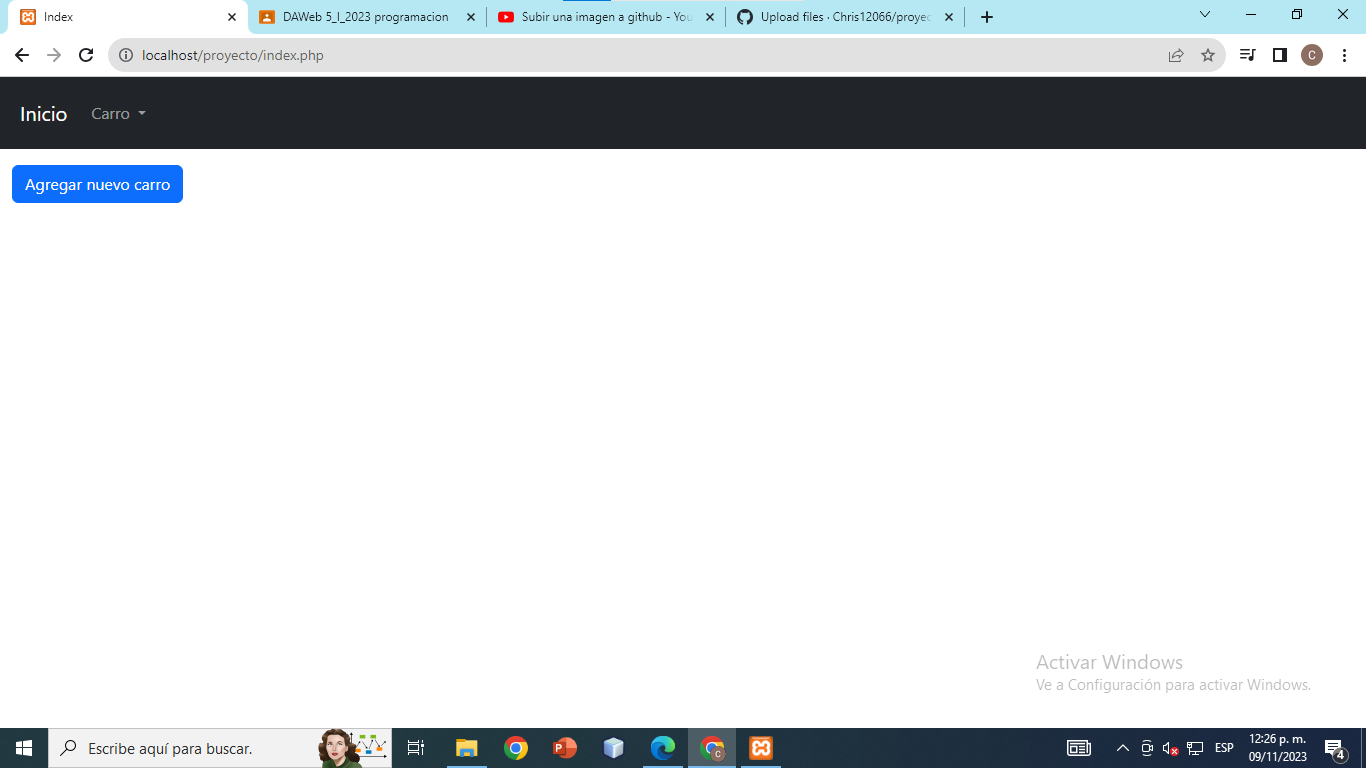 Index
DAWeb 5_I_2023 programacion
Subir una imagen a github - You
Upload files · Chris12066/proyec
localhost/proyecto/index.php
C
Inicio
Carro
Agregar nuevo carro
Activar Windows
Ve a Configuración para activar Windows.
Escribe aquí para buscar.
P
C
ESP
12:26 p. m.
09/11/2023
4